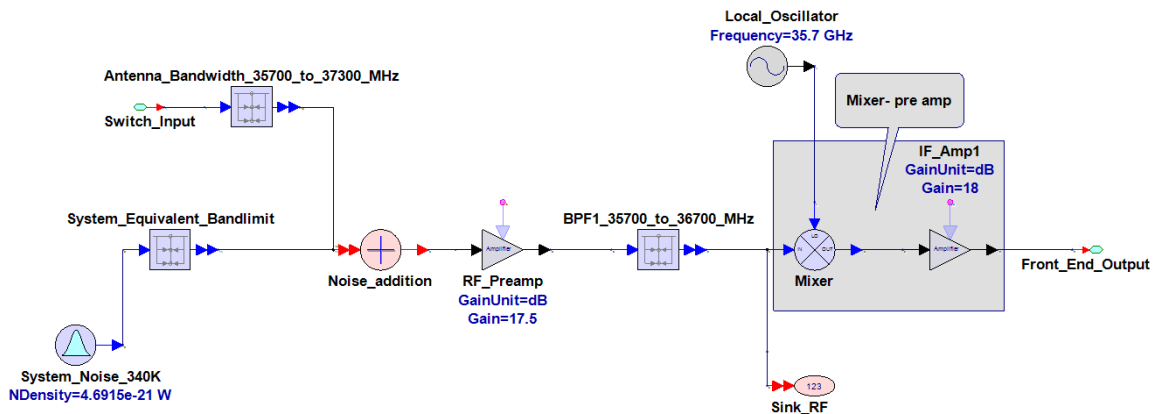 Local_Oscillator
Frequency=35.7 GHz
Antenna_Bandwidth_35700_to_37300_MHz
Switch_Input
Mixer- pre amp
IF_Amp1
GainUnit=dB
Gain=18
System_Equivalent_Bandlimit
BPF1_35700_to_36700_MHz
LO
IN
OUT
Amplifier
Amplifier
Noise_addition
RF_Preamp
GainUnit=dB
Gain=17.5
Mixer
Front_End_Output
System_Noise_340K
NDensity=4.6915e-21 W
123
Sink_RF